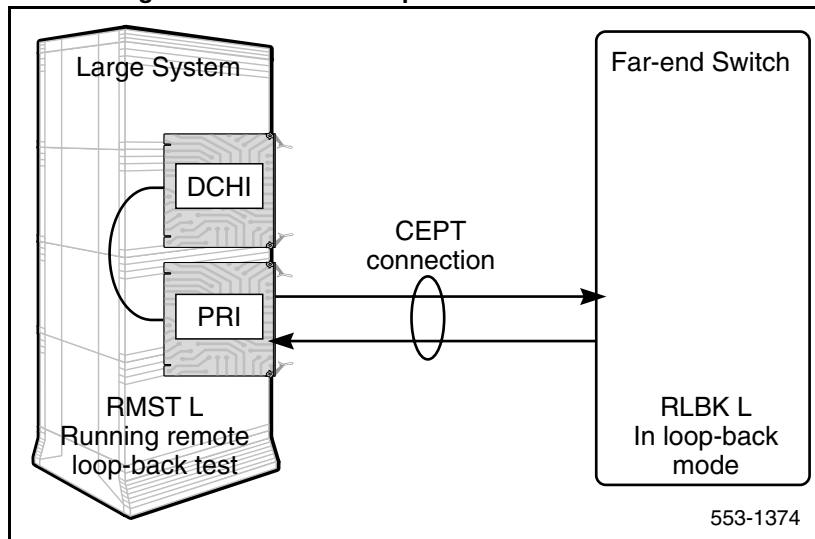 Large System
Far-end Switch
DCHI
CEPT
connection
PRI
RMST L
Running remote
loop-back test
RLBK L
In loop-back
mode
553-1374